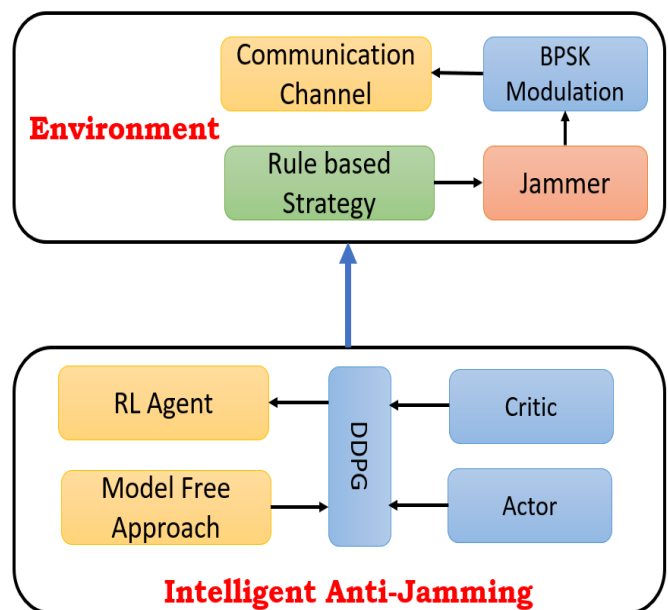 Communication
Channel
BPSK
Modulation
Environment
Rule based
Strategy
Jammer
RL Agent
DDPG
Critic
Model Free
Approach
Actor
Intelligent Anti-Jamming